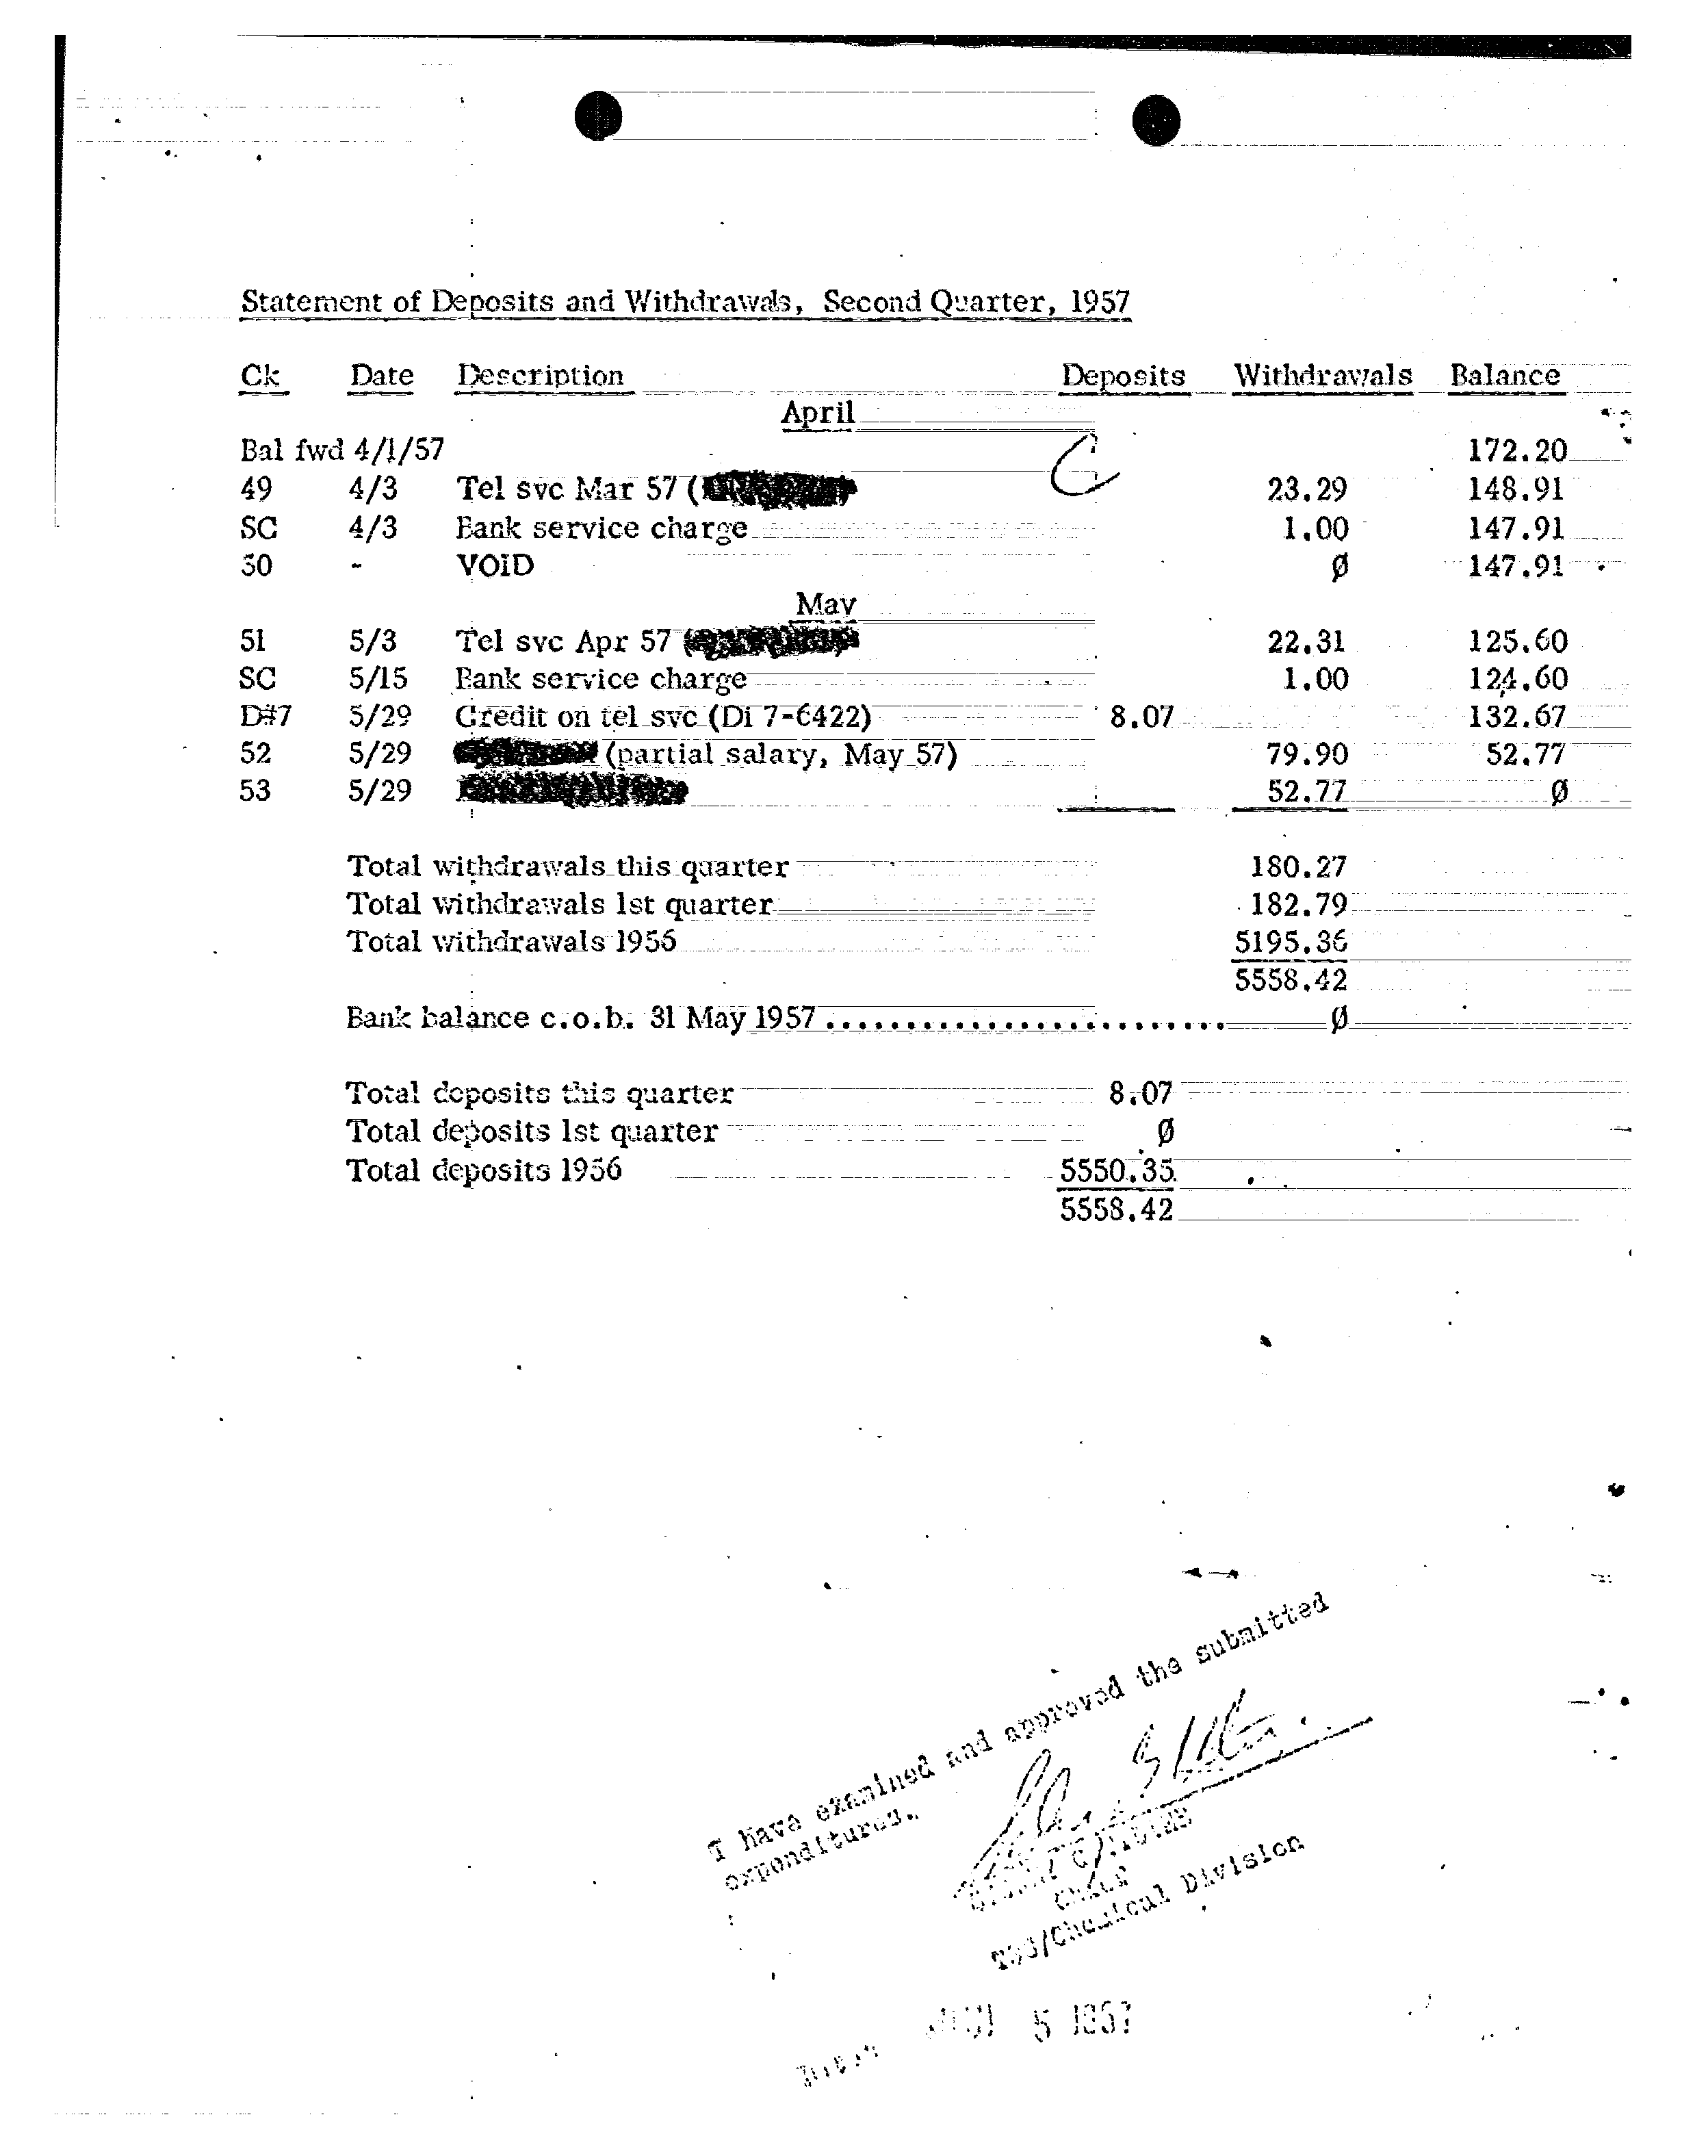 Statement of Deposits and Withdrawals, Second Quarter, 1957
Ck Date Description Deposits Withdrawals Balance
April
Bal fwd 4/1/57 172.20
49 4/3 Tel svc Mar 57 ( 23.29 148.91
SC 4/3 Bank service charge 1.00 147.91
50 - VOID Ø 147.91
May
51 5/3 Tel svc Apr 57 22.31 125.60
SC 5/15 Bank service charge 1.00 124.60
D#7 5/29 Credit on tel svc (Di 7-6422) 8.07 132.67
52 5/29 (partial salary, May 57) 79.90 52.77
53 5/29 52.77 Ø
Total withdrawals this quarter 180.27
Total withdrawals 1st quarter 182.79
Total withdrawals 1956 5195.36
5558.42
Bank balance c.o.b. 31 May 1957 ......................... Ø
Total deposits this quarter 8.07
Total deposits 1st quarter Ø
Total deposits 1956 5550.35
5558.42
I have examined and approved the submitted
expenditures.
Chief
TSS/Chemical Division
5 1957